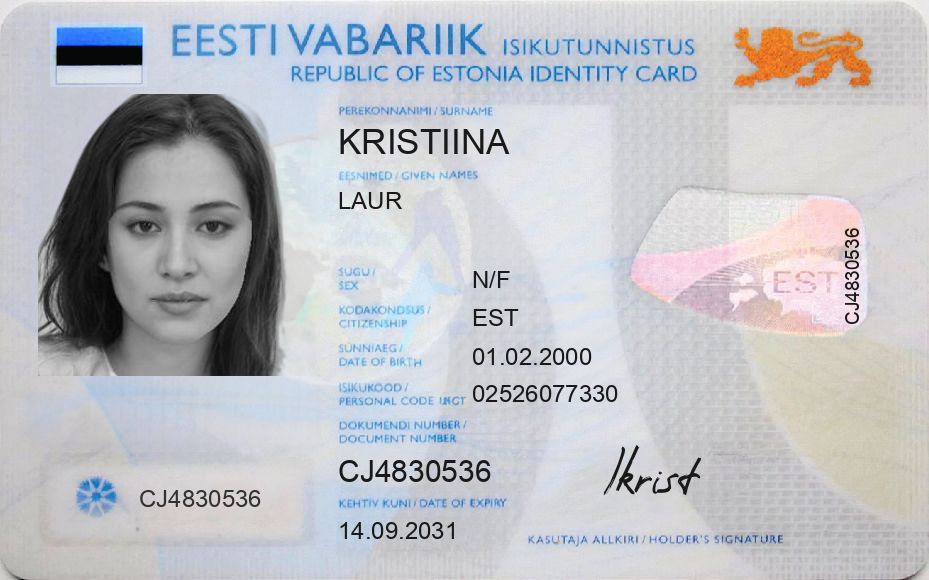 EESTI VABARIIK ISIKUTUNNISTUS
REPUBLIC OF ESTONIA IDENTITY CARD
PEREKONNANIMI / SURNAME
KRISTIINA
EESNIMED / GIVEN NAMES
LAUR
SUGU /
SEX
N/F
KODAKONDSUS /
CITIZENSHIP
EST
SÜNNIAEG /
DATE OF BIRTH
01.02.2000
ISIKUKOOD /
PERSONAL CODE
02526077330
DOKUMENDI NUMBER /
DOCUMENT NUMBER
CJ4830536
KEHTIV KUNI / DATE OF EXPIRY
14.09.2031
CJ4830536
EST
CJ4830536
Ikrist
KASUTAJA ALLKIRI / HOLDER'S SIGNATURE